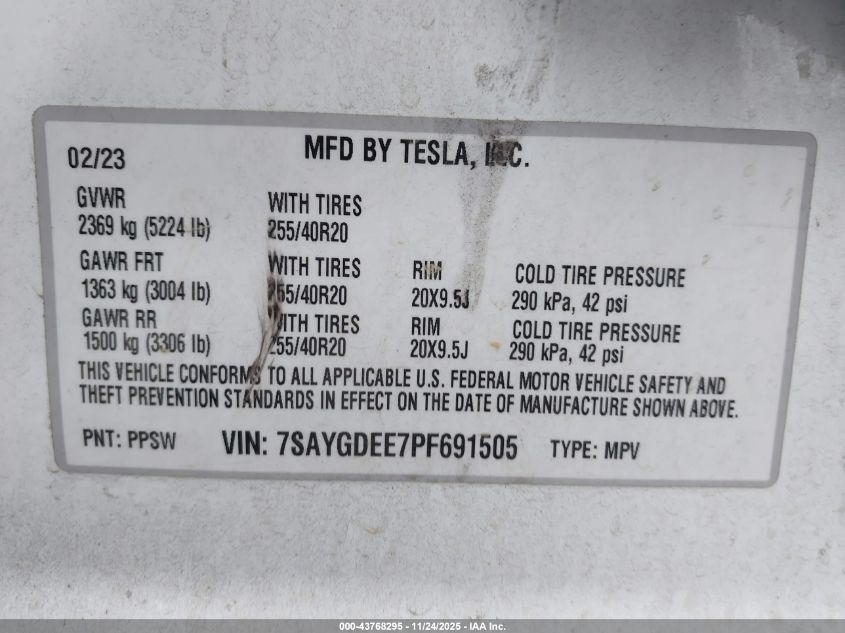 02/23 MFD BY TESLA, INC.
GVWR WITH TIRES
2369 kg (5224 lb) 255/40R20
GAWR FRT WITH TIRES RIM COLD TIRE PRESSURE
1363 kg (3004 lb) 255/40R20 20X9.5J 290 kPa, 42 psi
GAWR RR WITH TIRES RIM COLD TIRE PRESSURE
1500 kg (3306 lb) 255/40R20 20X9.5J 290 kPa, 42 psi
THIS VEHICLE CONFORMS TO ALL APPLICABLE U.S. FEDERAL MOTOR VEHICLE SAFETY AND
THEFT PREVENTION STANDARDS IN EFFECT ON THE DATE OF MANUFACTURE SHOWN ABOVE.
PNT: PPSW VIN: 7SAYGDEE7PF691505 TYPE: MPV
000-43768295 - 11/24/2025 - IAA Inc.